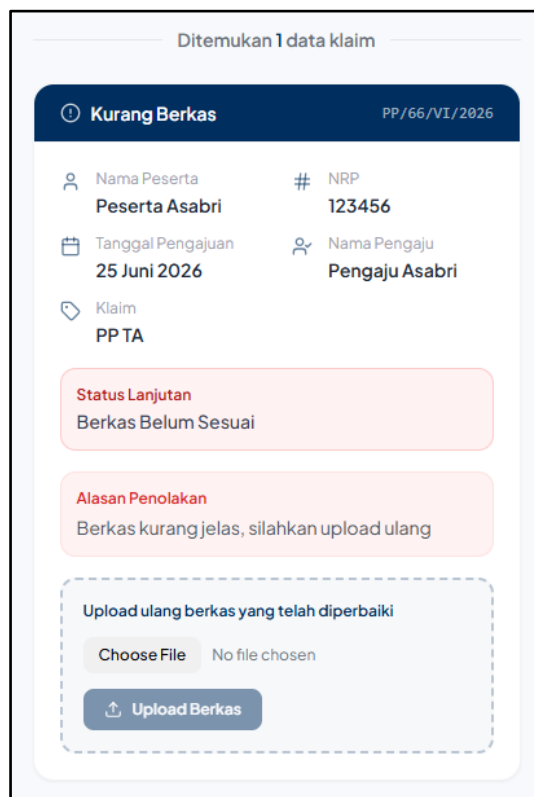 Ditemukan 1 data klaim
Kurang Berkas
PP/66/VI/2026
Nama Peserta
Peserta Asabri
NRP
123456
Tanggal Pengajuan
25 Juni 2026
Nama Pengaju
Pengaju Asabri
Klaim
PP TA
Status Lanjutan
Berkas Belum Sesuai
Alasan Penolakan
Berkas kurang jelas, silahkan upload ulang
Upload ulang berkas yang telah diperbaiki
Choose File No file chosen
Upload Berkas